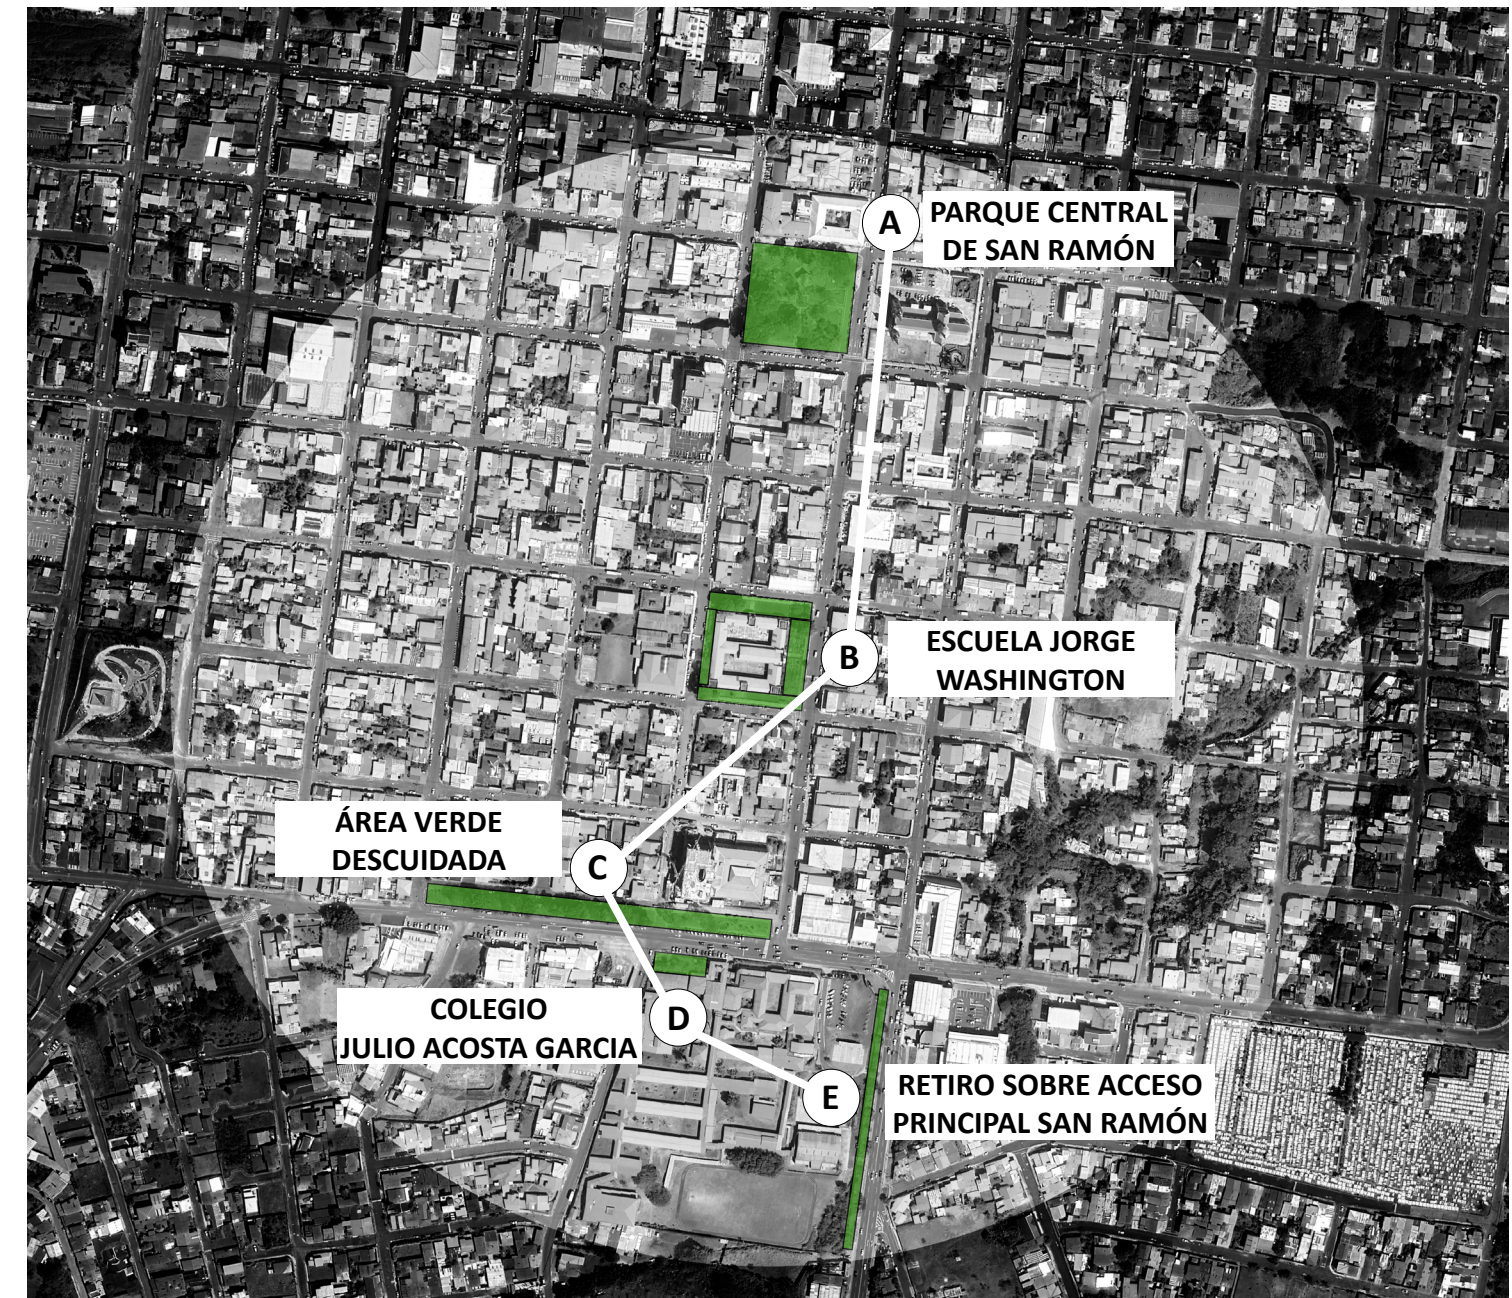 A
PARQUE CENTRAL
DE SAN RAMÓN
B
ESCUELA JORGE
WASHINGTON
ÁREA VERDE
DESCUIDADA
C
COLEGIO
JULIO ACOSTA GARCIA
D
E
RETIRO SOBRE ACCESO
PRINCIPAL SAN RAMÓN